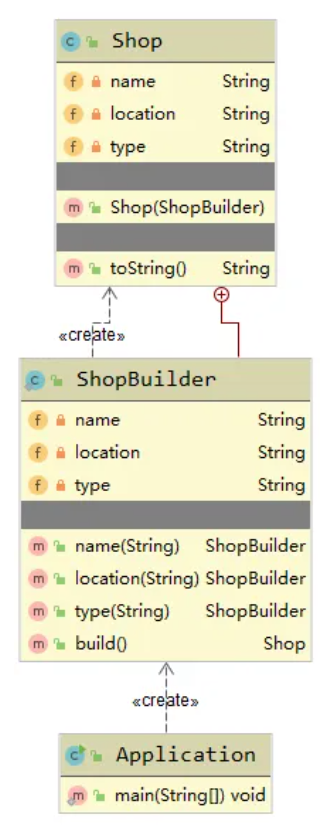 Shop
name String
location String
type String
Shop(ShopBuilder)
toString() String
«create»
ShopBuilder
name String
location String
type String
name(String) ShopBuilder
location(String) ShopBuilder
type(String) ShopBuilder
build() Shop
«create»
Application
main(String[]) void